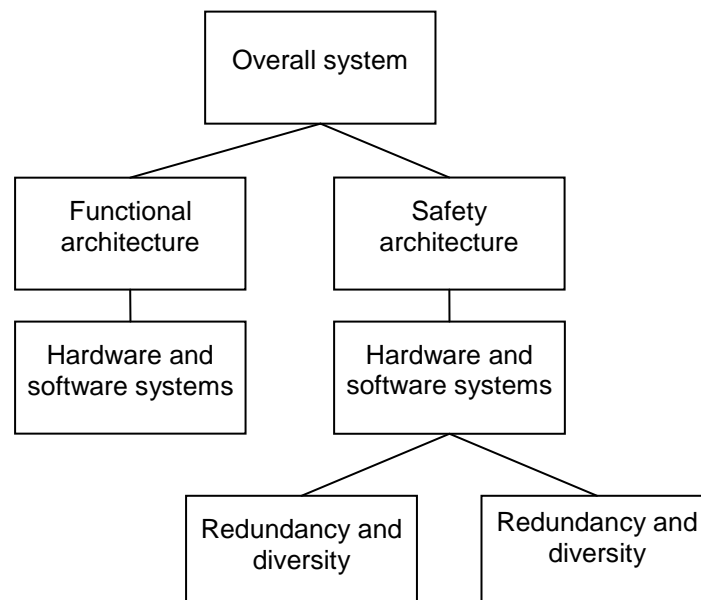 Overall system
Functional
architecture
Safety
architecture
Hardware and
software systems
Hardware and
software systems
Redundancy and
diversity
Redundancy and
diversity